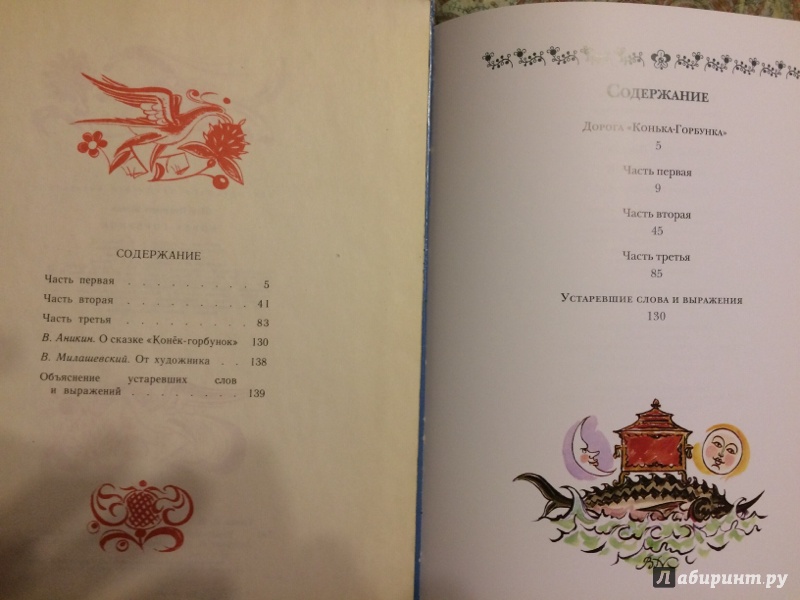 СОДЕРЖАНИЕ
Часть первая . . . . . . . . . 5
Часть вторая . . . . . . . . . 41
Часть третья . . . . . . . . . 83
В. Аникин. О сказке «Конёк-горбунок» 130
В. Милашевский. От художника . . 138
Объяснение устаревших слов
и выражений . . . . . . . . 139
Содержание
Дорога «Конька-Горбунка»
5
Часть первая
9
Часть вторая
45
Часть третья
85
Устаревшие слова и выражения
130
Лабиринт.ру